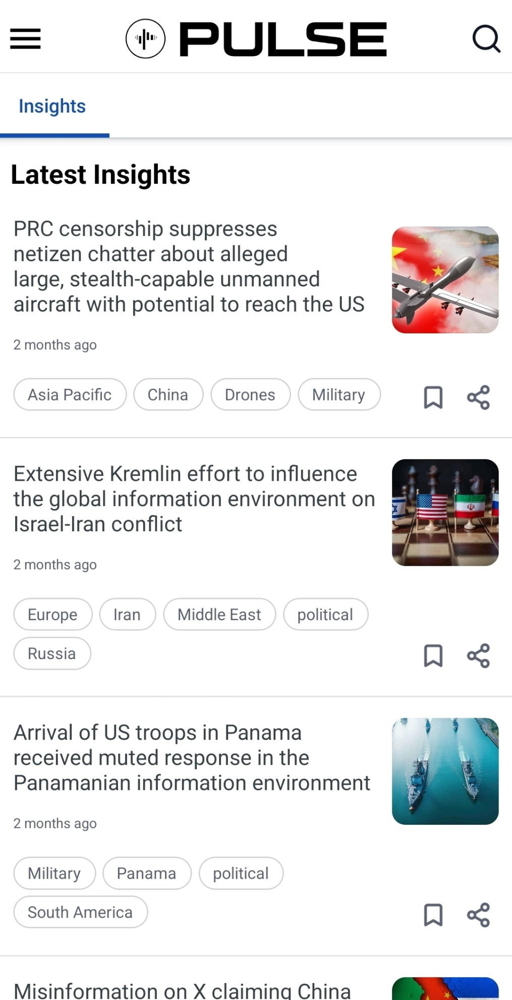 PULSE
Insights
Latest Insights
PRC censorship suppresses
netizen chatter about alleged
large, stealth-capable unmanned
aircraft with potential to reach the US
2 months ago
Asia Pacific China Drones Military
Extensive Kremlin effort to influence
the global information environment on
Israel-Iran conflict
2 months ago
Europe Iran Middle East political
Russia
Arrival of US troops in Panama
received muted response in the
Panamanian information environment
2 months ago
Military Panama political
South America
Misinformation on X claiming China